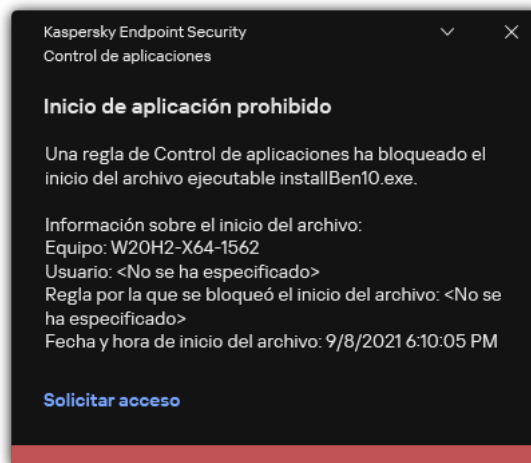 Kaspersky Endpoint Security
Control de aplicaciones
Inicio de aplicación prohibido
Una regla de Control de aplicaciones ha bloqueado el
inicio del archivo ejecutable installBen10.exe.
Información sobre el inicio del archivo:
Equipo: W20H2-X64-1562
Usuario: <No se ha especificado>
Regla por la que se bloqueó el inicio del archivo: <No se
ha especificado>
Fecha y hora de inicio del archivo: 9/8/2021 6:10:05 PM
Solicitar acceso